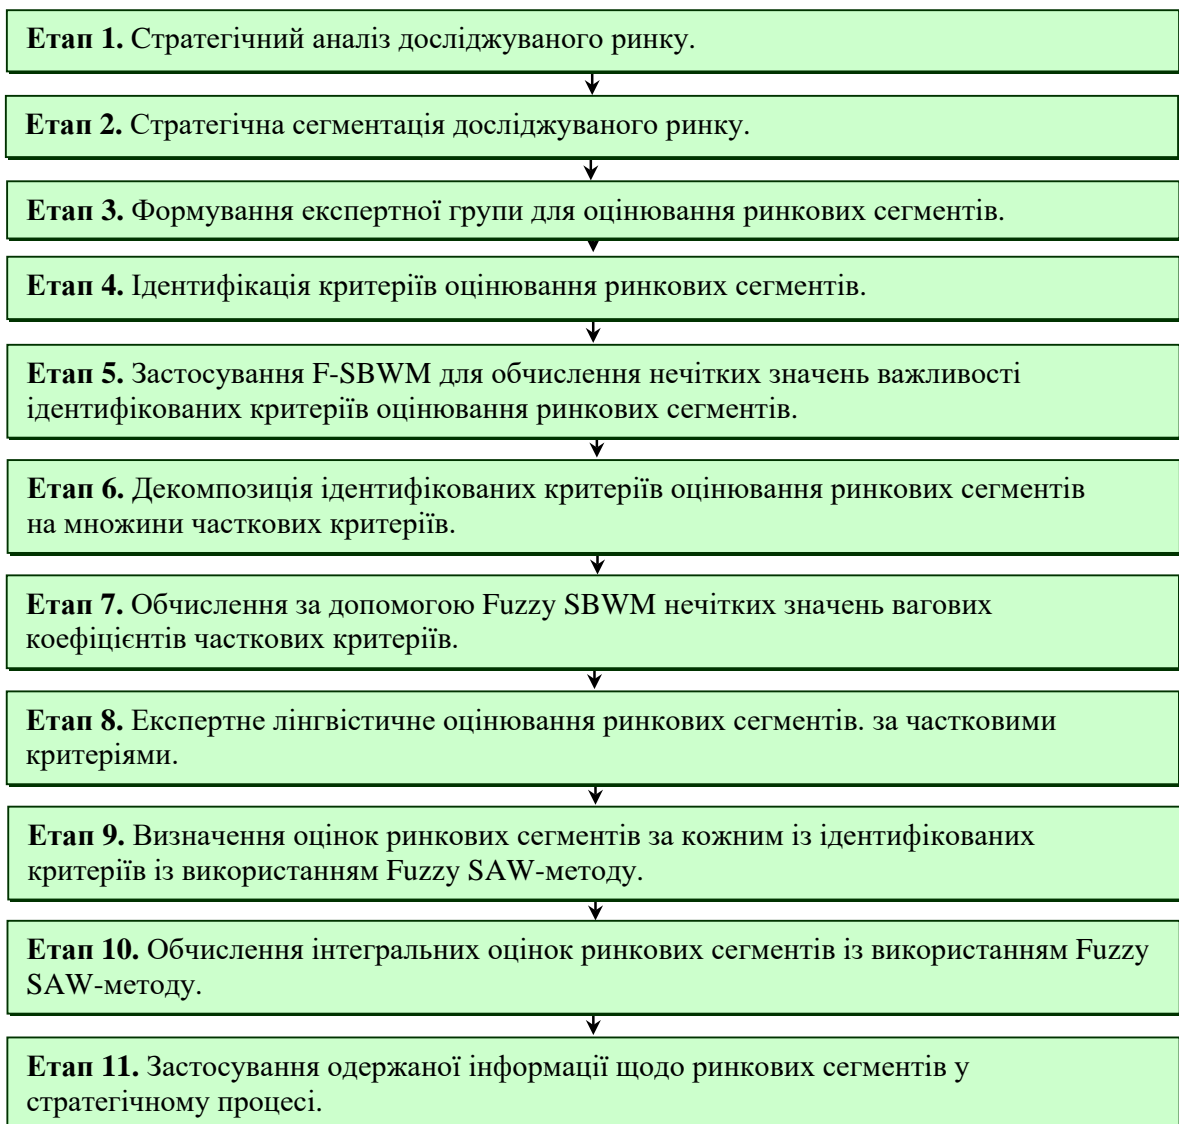 Етап 1. Стратегічний аналіз досліджуваного ринку.
Етап 2. Стратегічна сегментація досліджуваного ринку.
Етап 3. Формування експертної групи для оцінювання ринкових сегментів.
Етап 4. Ідентифікація критеріїв оцінювання ринкових сегментів.
Етап 5. Застосування F-SBWM для обчислення нечітких значень важливості
ідентифікованих критеріїв оцінювання ринкових сегментів.
Етап 6. Декомпозиція ідентифікованих критеріїв оцінювання ринкових сегментів
на множини часткових критеріїв.
Етап 7. Обчислення за допомогою Fuzzy SBWM нечітких значень вагових
коефіцієнтів часткових критеріїв.
Етап 8. Експертне лінгвістичне оцінювання ринкових сегментів. за частковими
критеріями.
Етап 9. Визначення оцінок ринкових сегментів за кожним із ідентифікованих
критеріїв із використанням Fuzzy SAW-методу.
Етап 10. Обчислення інтегральних оцінок ринкових сегментів із використанням Fuzzy
SAW-методу.
Етап 11. Застосування одержаної інформації щодо ринкових сегментів у
стратегічному процесі.